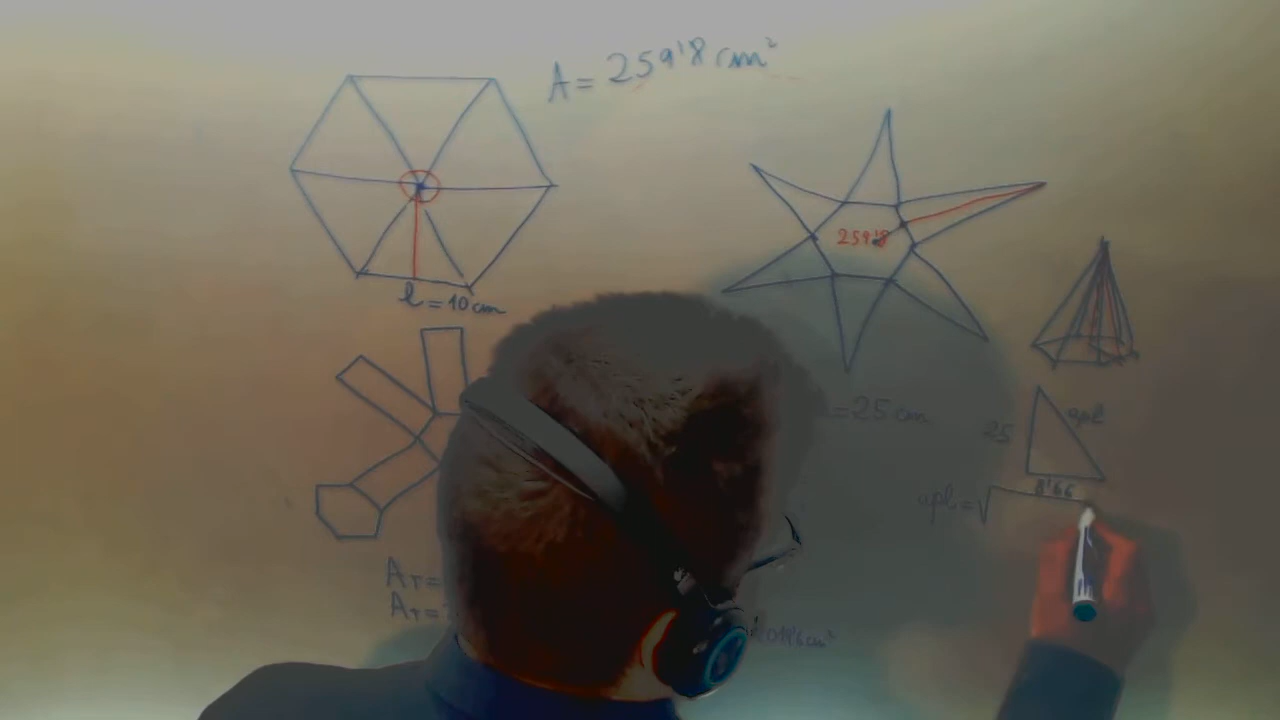 A = 259'8 cm²
259'8
l = 10 cm
= 25 cm
25
apl
8'66
apl = √
A_T =
A_T =